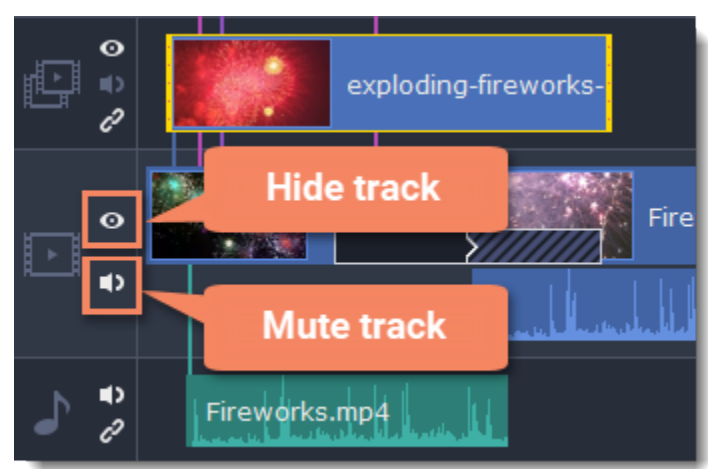 exploding-fireworks-
Hide track
Fire
Mute track
Fireworks.mp4